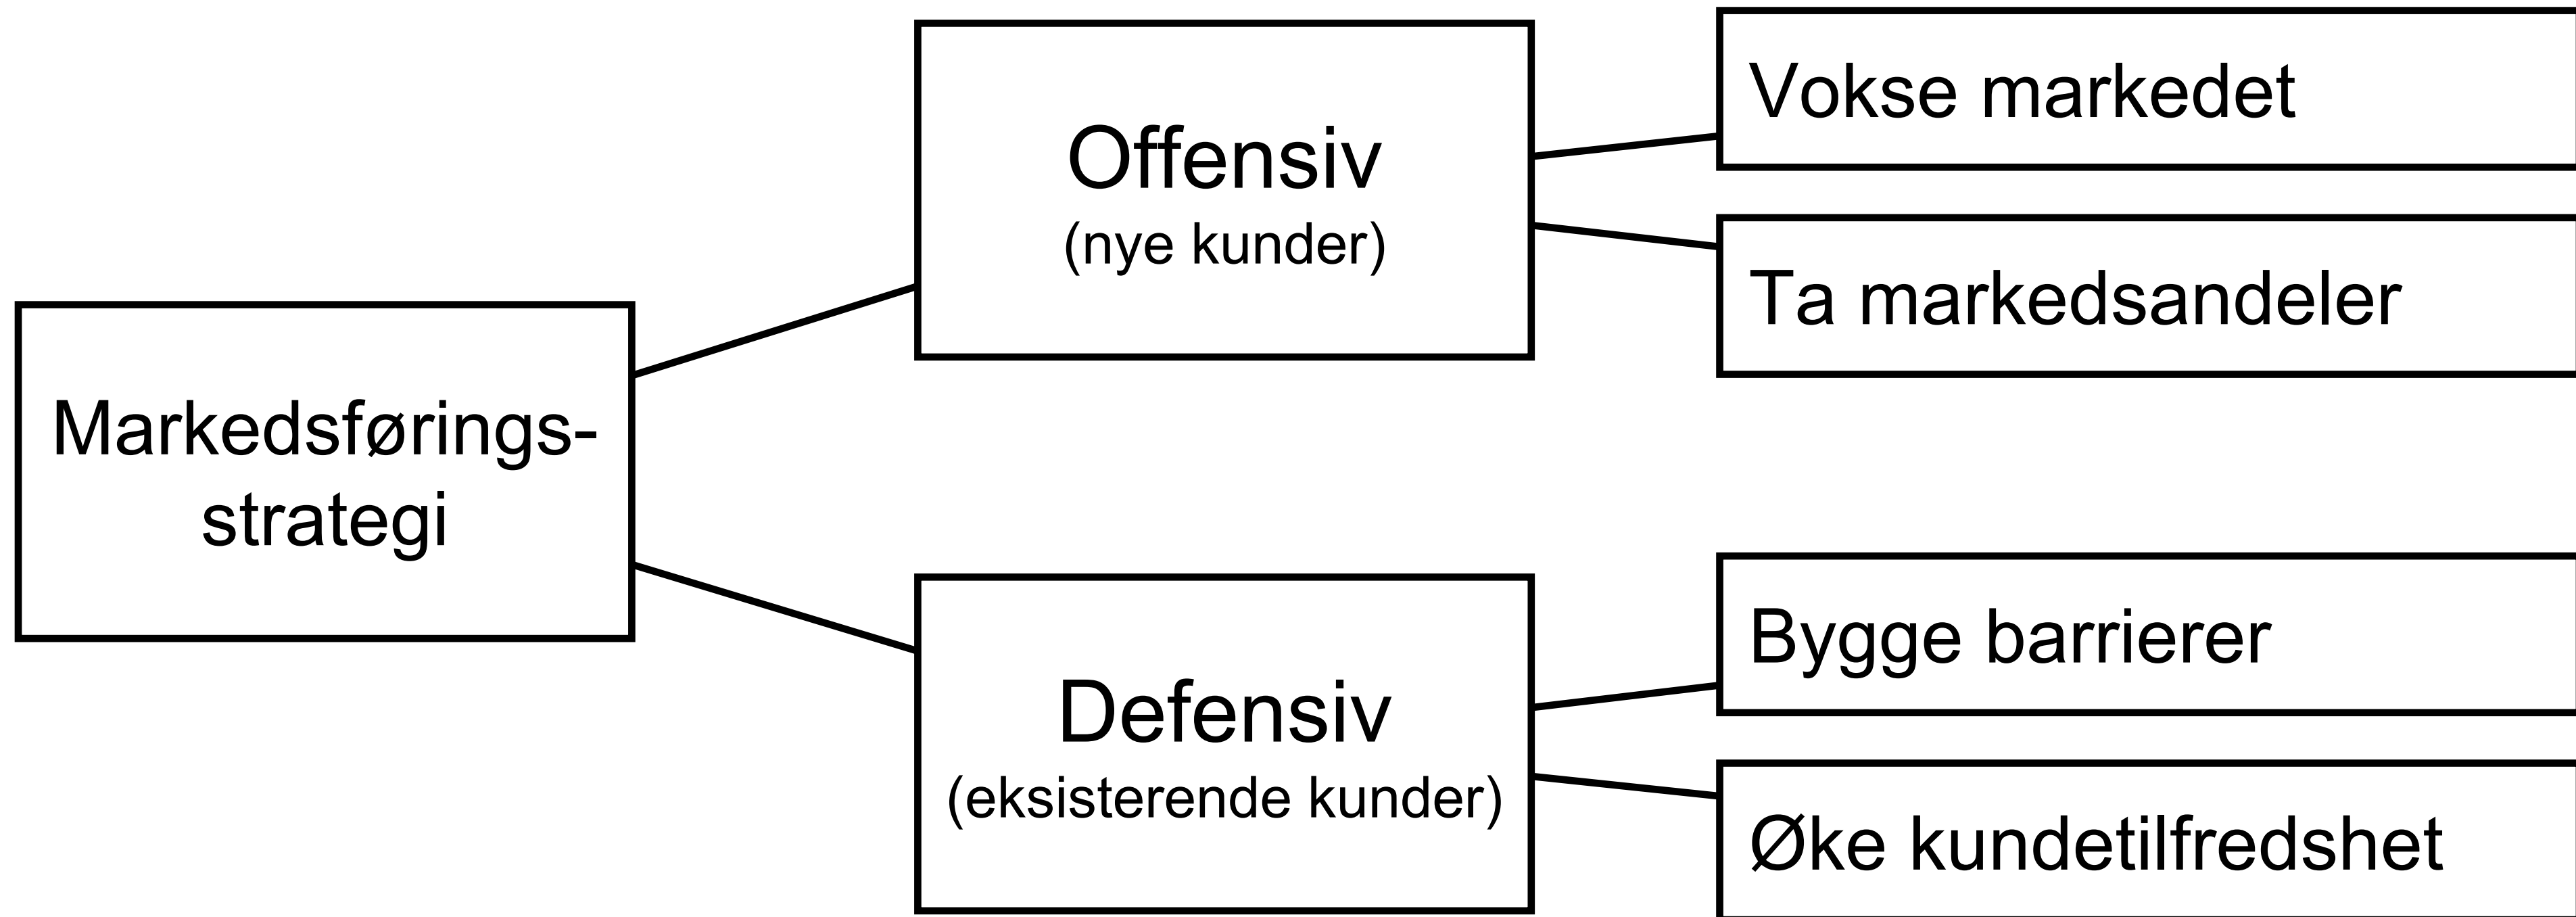 Markedsførings-
strategi
Offensiv
(nye kunder)
Vokse markedet
Ta markedsandeler
Defensiv
(eksisterende kunder)
Bygge barrierer
Øke kundetilfredshet